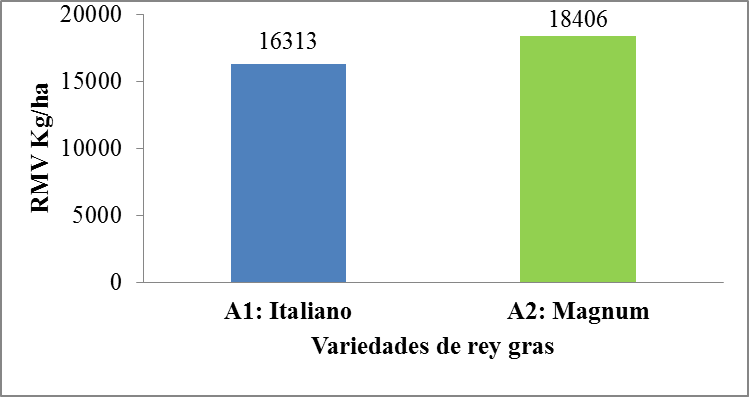 20000
15000
10000
5000
0
RMV Kg/ha
16313
18406
A1: Italiano
A2: Magnum
Variedades de rey gras